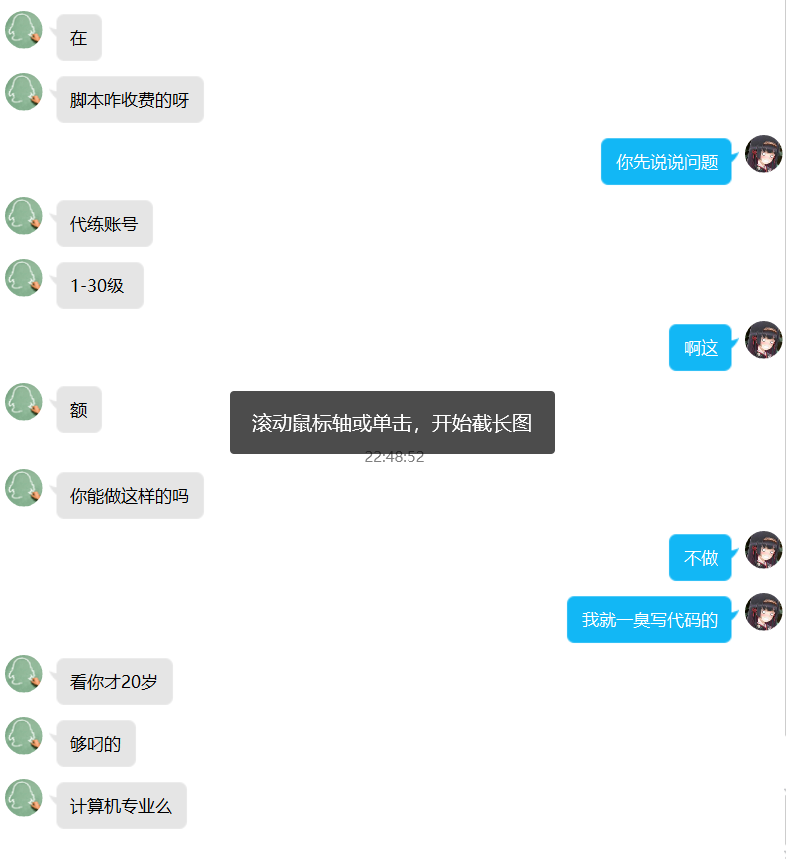 在
脚本咋收费的呀
你先说说问题
代练账号
1-30级
啊这
额
滚动鼠标轴或单击，开始截长图
22:48:52
你能做这样的吗
不做
我就一臭写代码的
看你才20岁
够叼的
计算机专业么